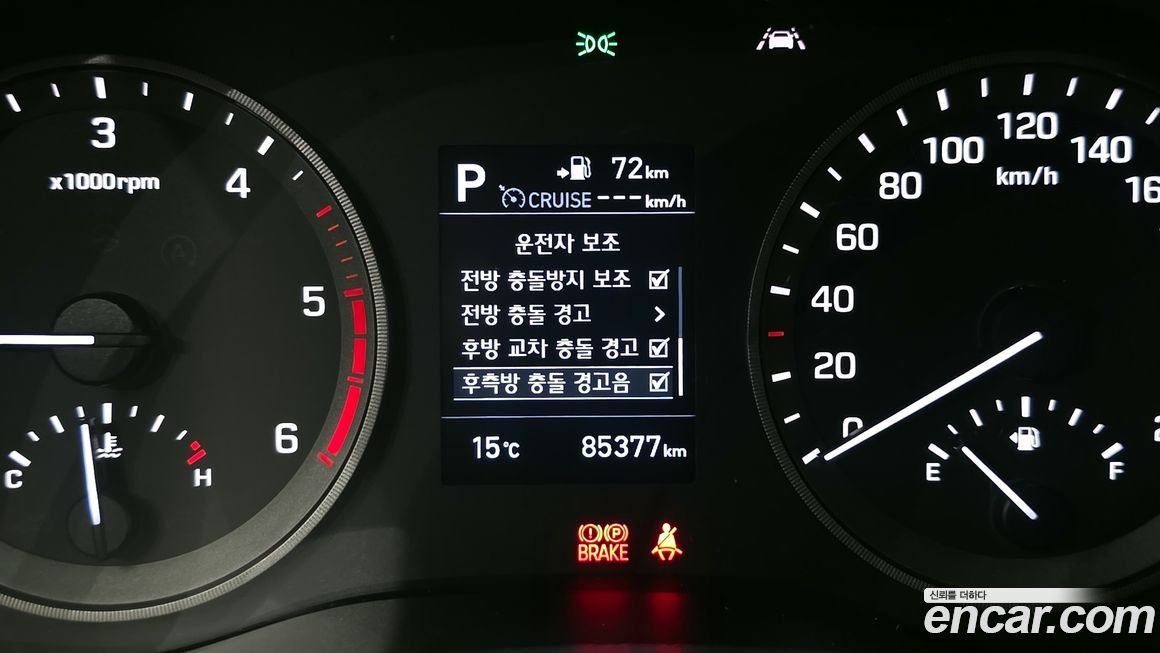 3
x1000rpm
4
5
6
C
H
P
72km
CRUISE ---km/h
운전자 보조
전방 충돌방지 보조
전방 충돌 경고
후방 교차 충돌 경고
후측방 충돌 경고음
15℃
85377km
BRAKE
0
20
40
60
80
100
120
140
km/h
E
F
신뢰를 더하다
encar.com